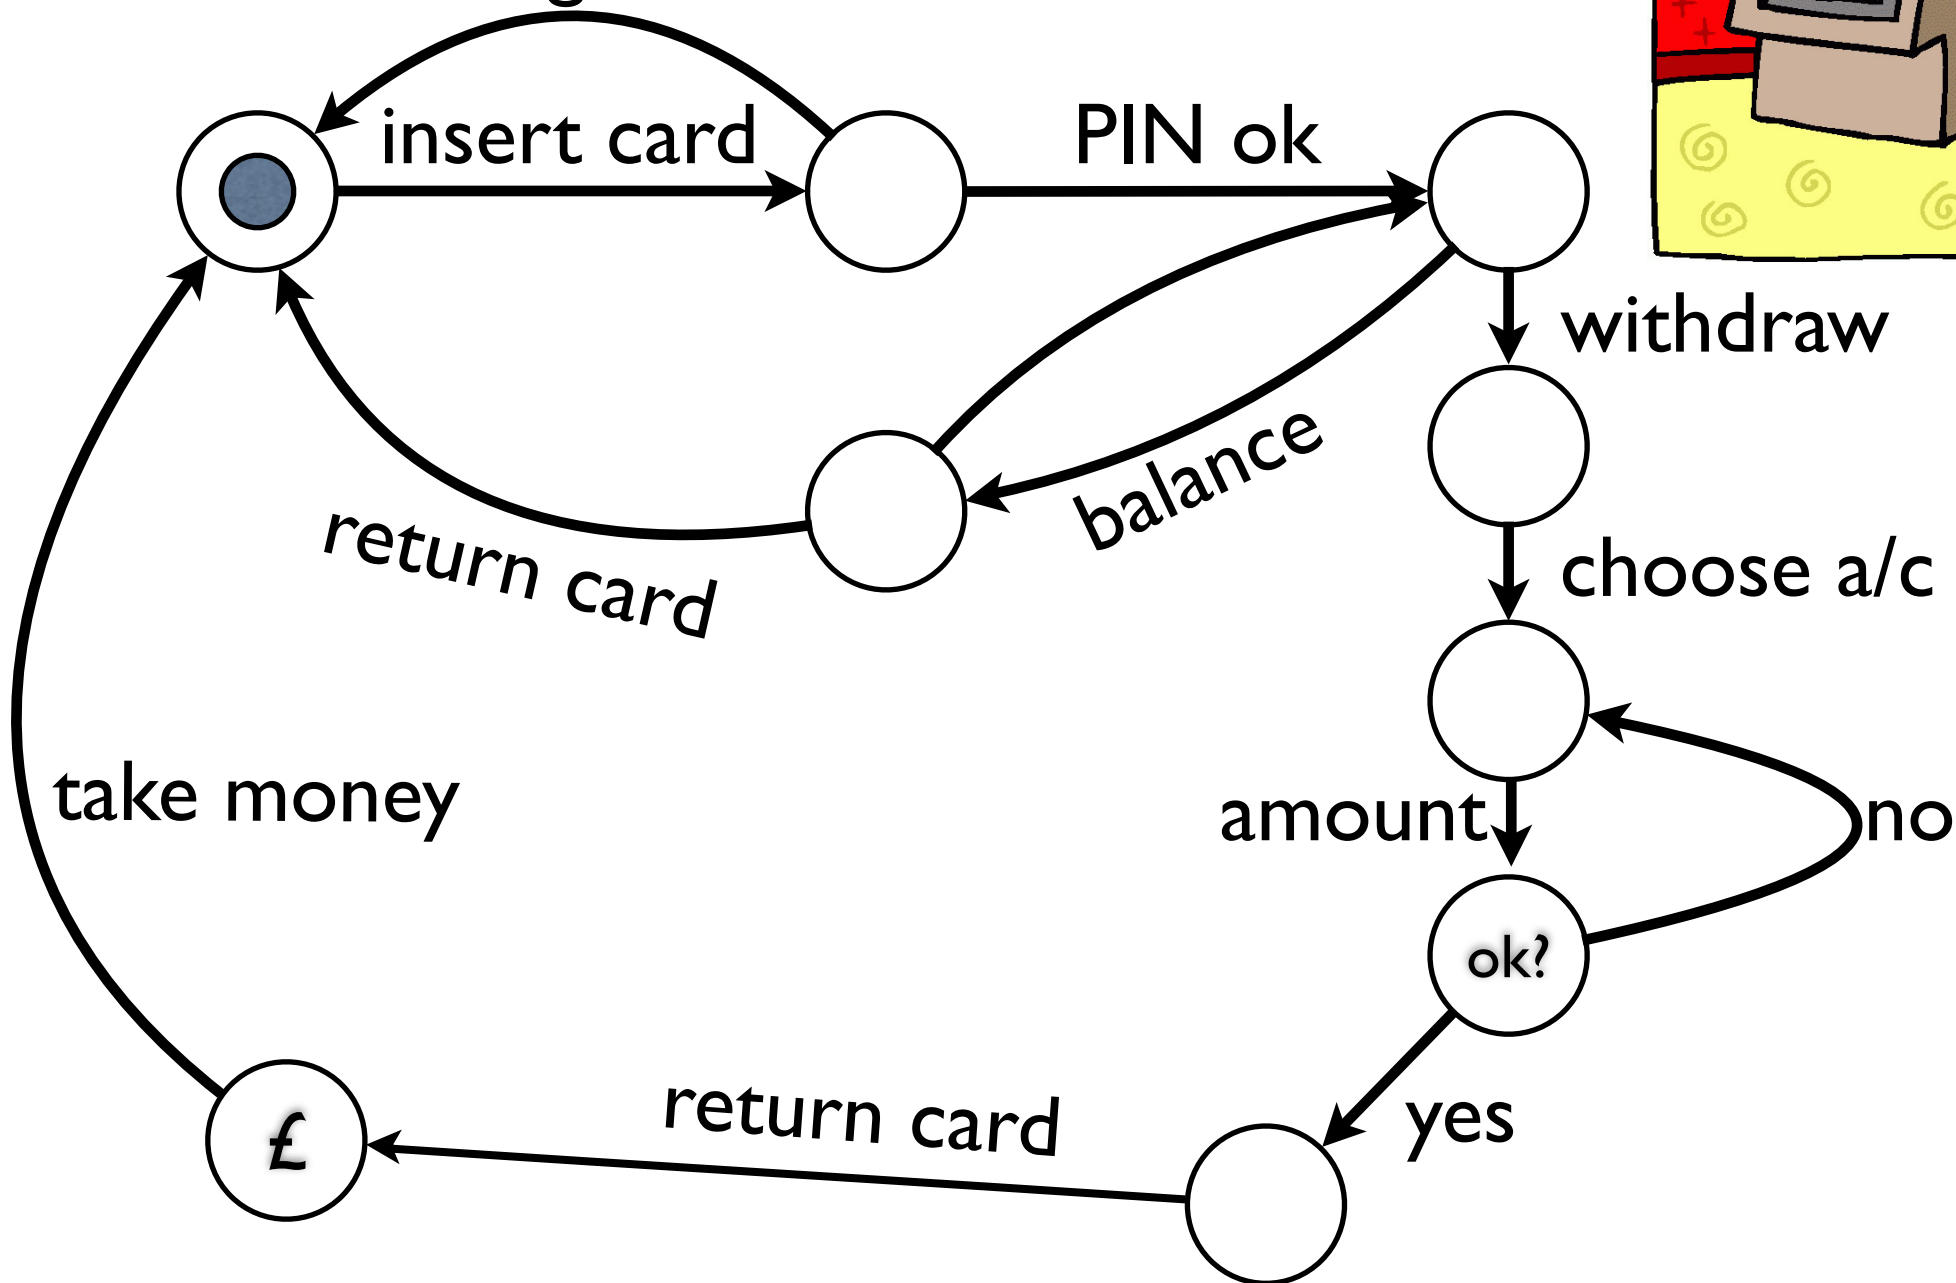 insert card
PIN ok
withdraw
balance
return card
choose a/c
take money
amount
no
ok?
return card
yes
£